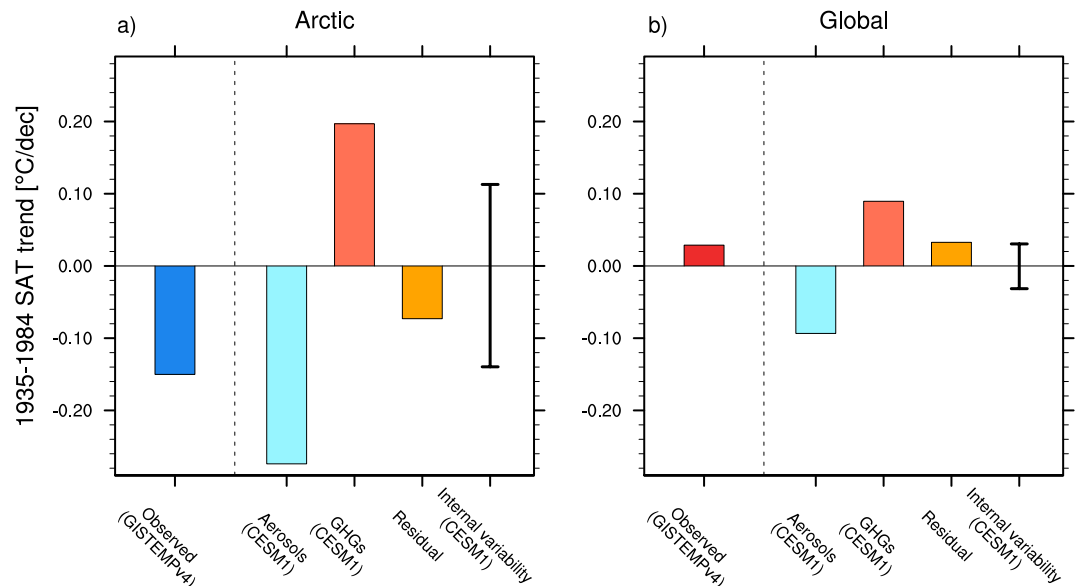 a)
Arctic
b)
Global
1935-1984 SAT trend [°C/dec]
0.20
0.10
0.00
-0.10
-0.20
0.20
0.10
0.00
-0.10
-0.20
Observed
(GISTEMPv4)
Aerosols
(CESM1)
GHGs
(CESM1)
Residual
Internal variability
(CESM1)
Observed
(GISTEMPv4)
Aerosols
(CESM1)
GHGs
(CESM1)
Residual
Internal variability
(CESM1)